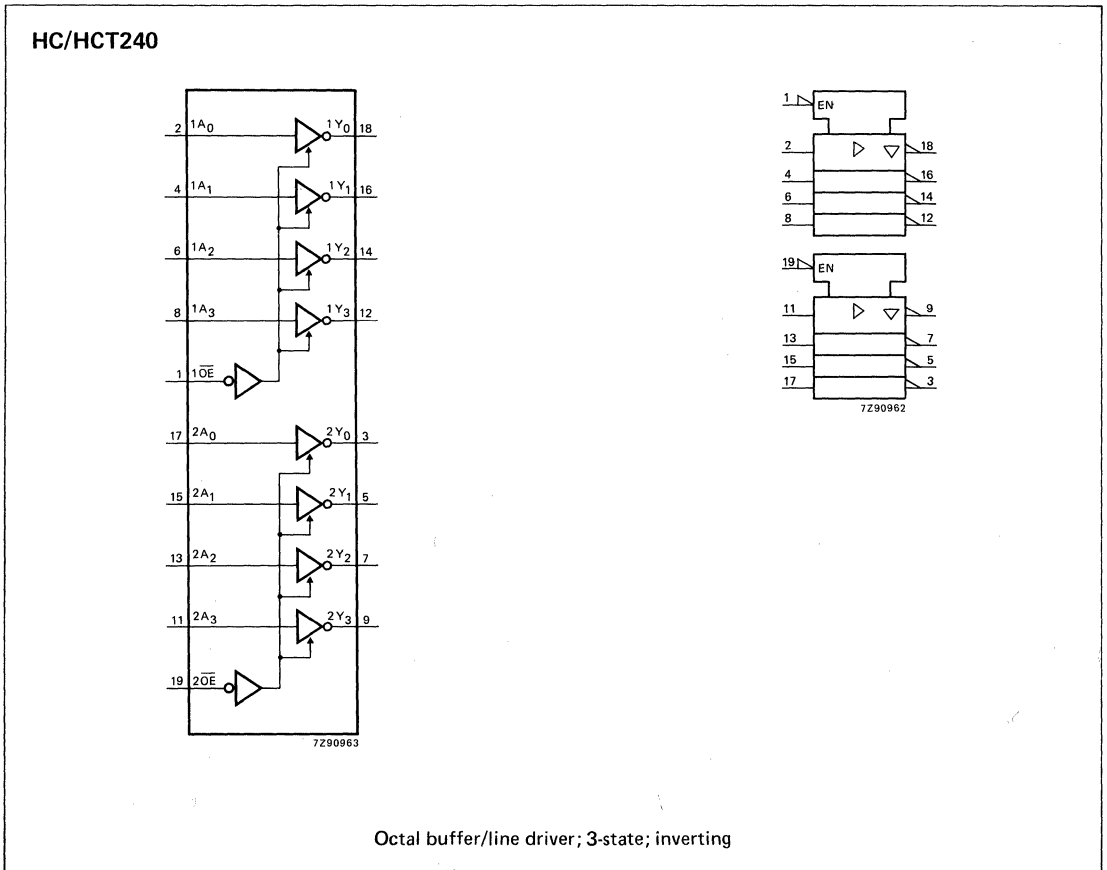 HC/HCT240
2 1A0 1Y0 18
4 1A1 1Y1 16
6 1A2 1Y2 14
8 1A3 1Y3 12
1 1O̅E̅
17 2A0 2Y0 3
15 2A1 2Y1 5
13 2A2 2Y2 7
11 2A3 2Y3 9
19 2O̅E̅
7Z90963
1 EN
2 18
4 16
6 14
8 12
19 EN
11 9
13 7
15 5
17 3
7Z90962
Octal buffer/line driver; 3-state; inverting